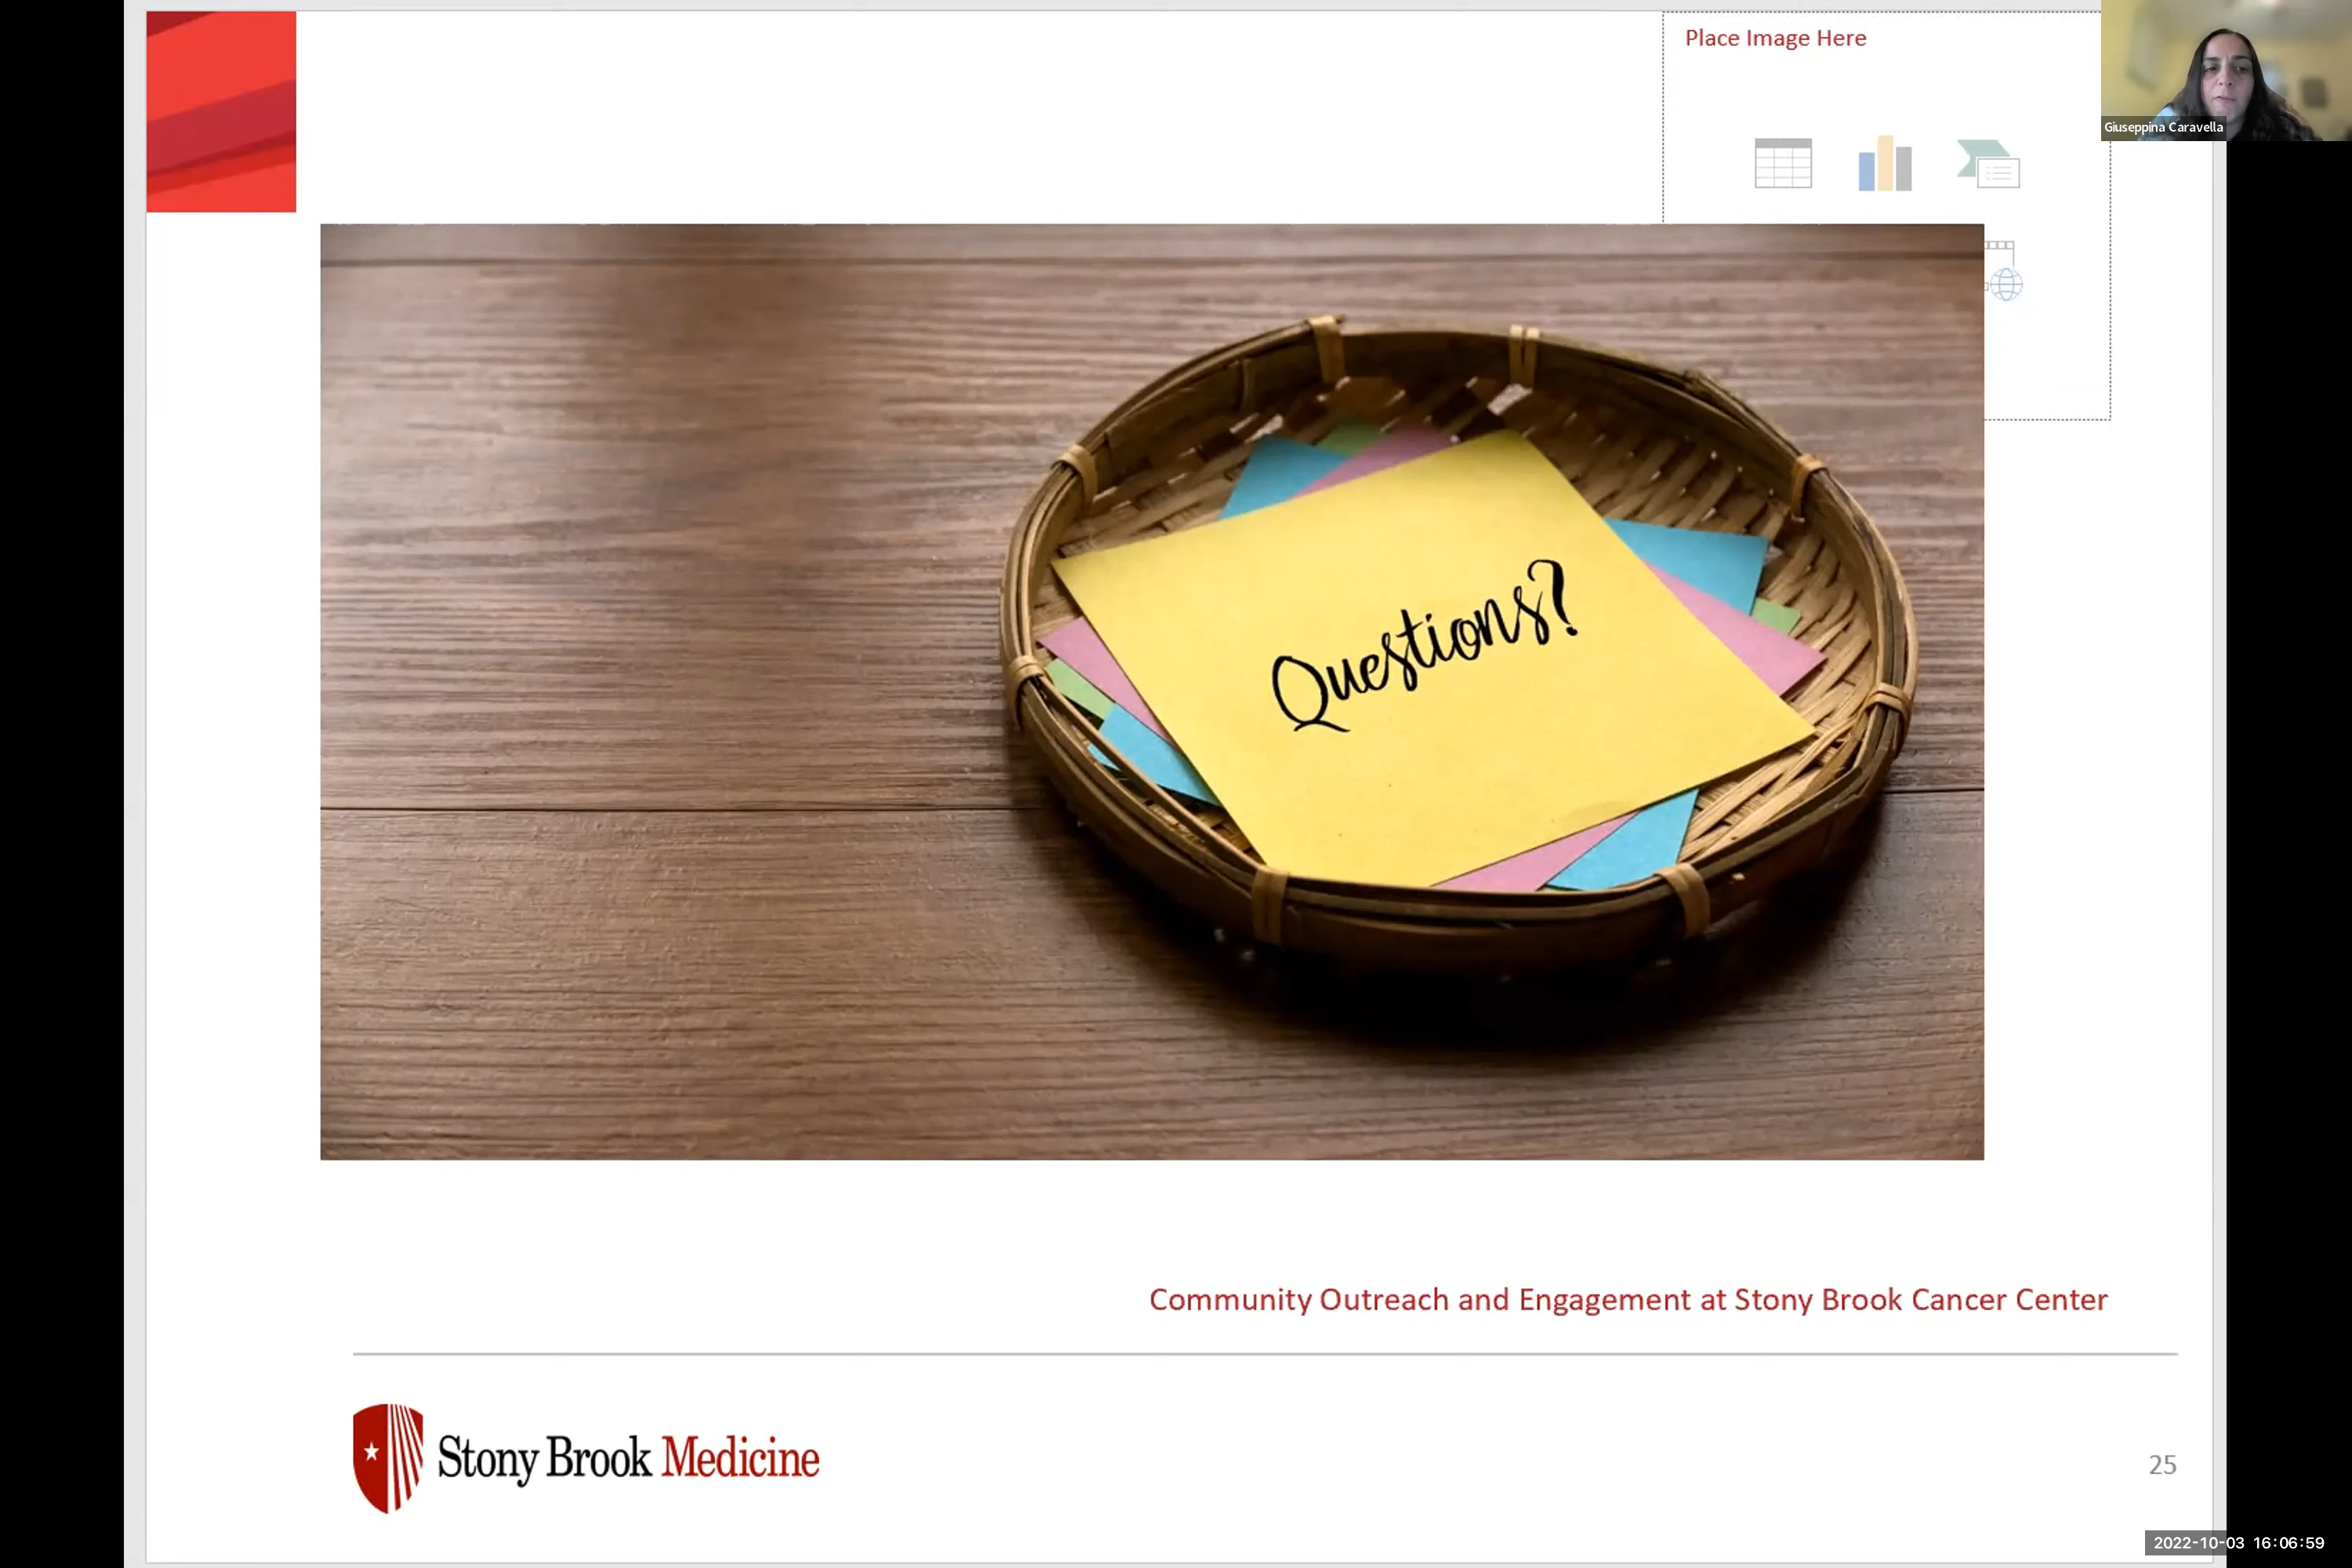 Place Image Here
Giuseppina Caravella
Questions?
Community Outreach and Engagement at Stony Brook Cancer Center
Stony Brook Medicine
25
2022-10-03 16:06:59